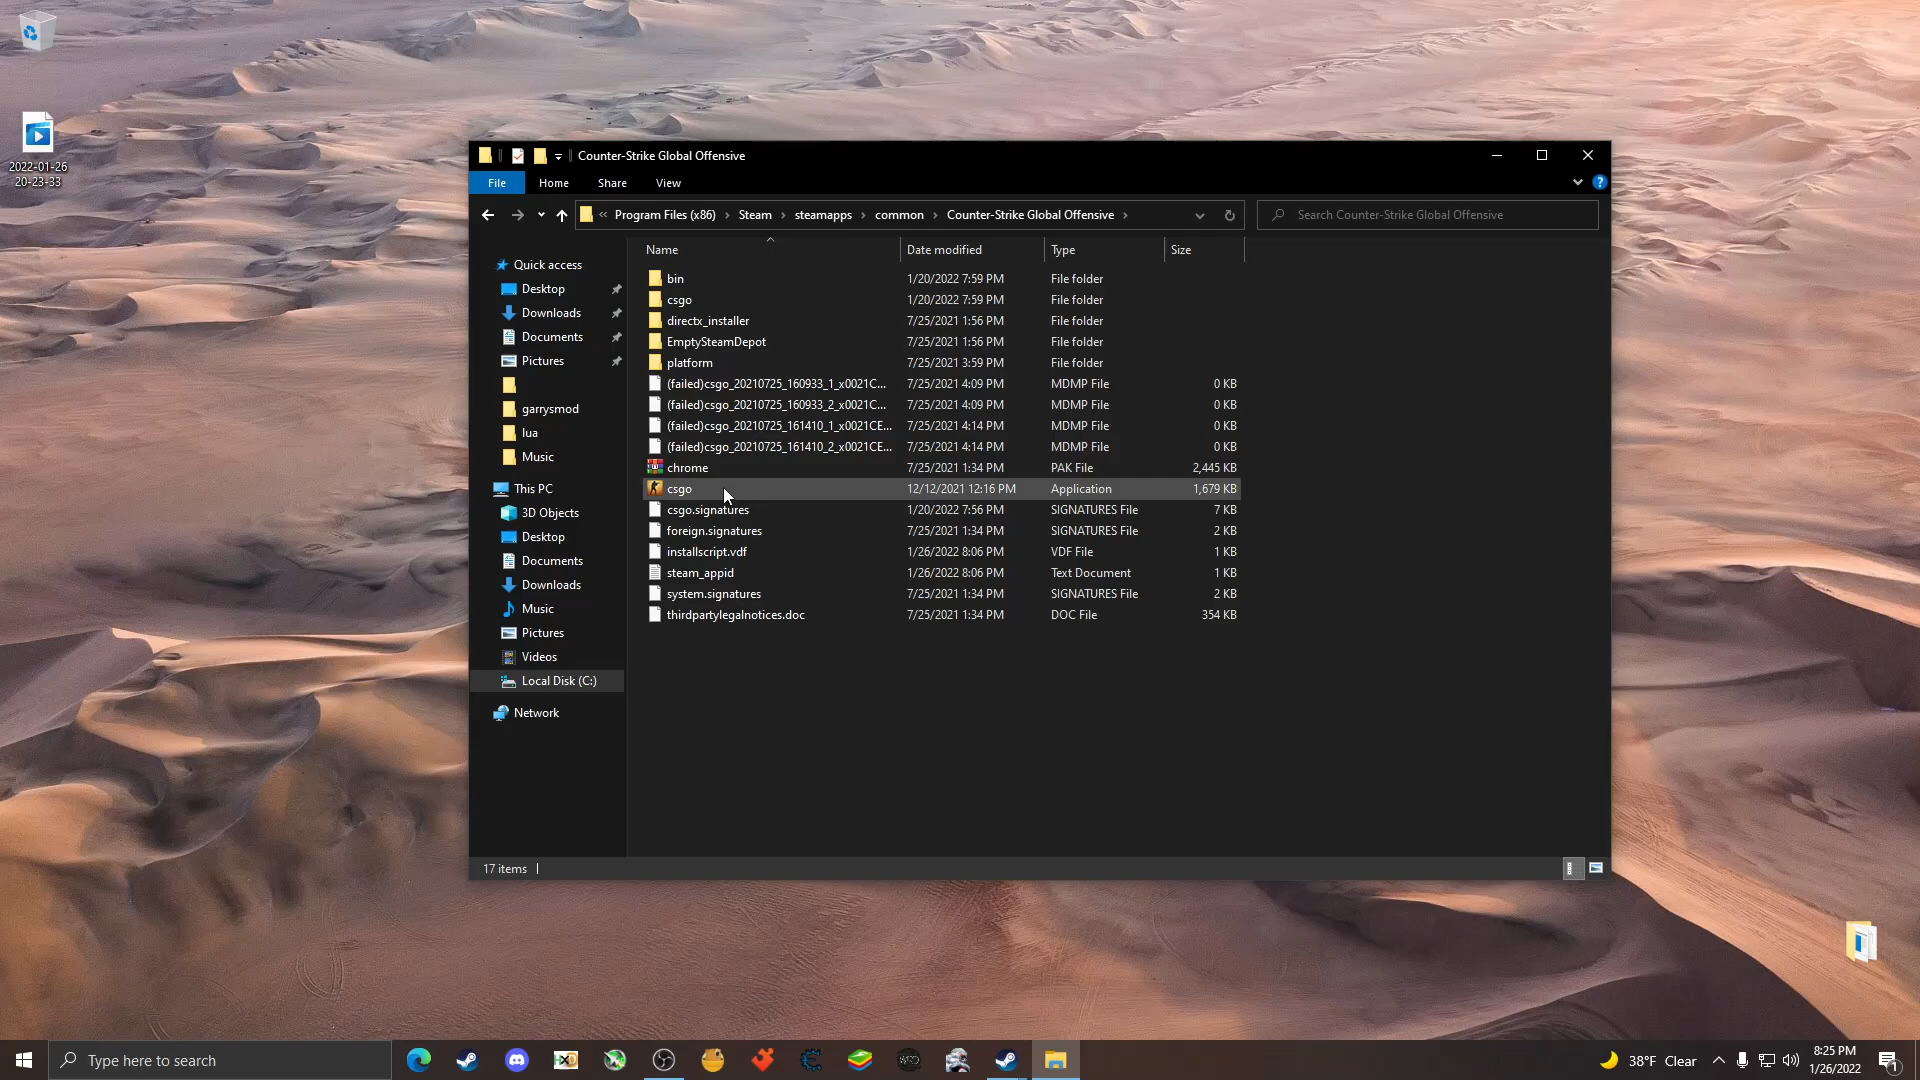 2022-01-26
20-23-33
Counter-Strike Global Offensive
File Home Share View
« Program Files (x86) › Steam › steamapps › common › Counter-Strike Global Offensive ›
Search Counter-Strike Global Offensive
Name Date modified Type Size
Quick access
Desktop
Downloads
Documents
Pictures
garrysmod
lua
Music
This PC
3D Objects
Desktop
Documents
Downloads
Music
Pictures
Videos
Local Disk (C:)
Network
bin 1/20/2022 7:59 PM File folder
csgo 1/20/2022 7:59 PM File folder
directx_installer 7/25/2021 1:56 PM File folder
EmptySteamDepot 7/25/2021 1:56 PM File folder
platform 7/25/2021 3:59 PM File folder
(failed)csgo_20210725_160933_1_x0021C... 7/25/2021 4:09 PM MDMP File 0 KB
(failed)csgo_20210725_160933_2_x0021C... 7/25/2021 4:09 PM MDMP File 0 KB
(failed)csgo_20210725_161410_1_x0021CE... 7/25/2021 4:14 PM MDMP File 0 KB
(failed)csgo_20210725_161410_2_x0021CE... 7/25/2021 4:14 PM MDMP File 0 KB
chrome 7/25/2021 1:34 PM PAK File 2,445 KB
csgo 12/12/2021 12:16 PM Application 1,679 KB
csgo.signatures 1/20/2022 7:56 PM SIGNATURES File 7 KB
foreign.signatures 7/25/2021 1:34 PM SIGNATURES File 2 KB
installscript.vdf 1/26/2022 8:06 PM VDF File 1 KB
steam_appid 1/26/2022 8:06 PM Text Document 1 KB
system.signatures 7/25/2021 1:34 PM SIGNATURES File 2 KB
thirdpartylegalnotices.doc 7/25/2021 1:34 PM DOC File 354 KB
17 items
Type here to search
38°F Clear
8:25 PM
1/26/2022
1